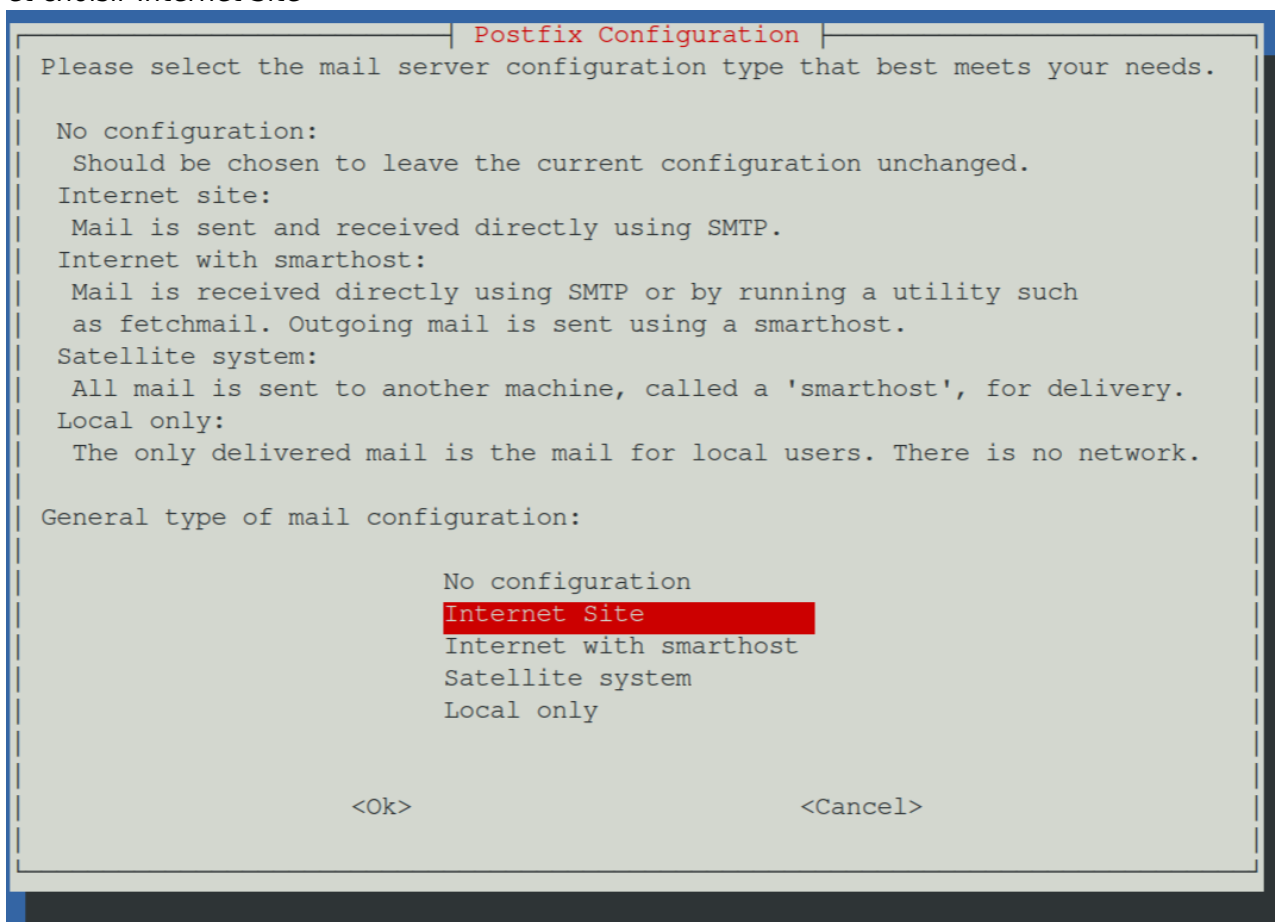 et choisir Internet Site
Postfix Configuration
Please select the mail server configuration type that best meets your needs.
No configuration:
Should be chosen to leave the current configuration unchanged.
Internet site:
Mail is sent and received directly using SMTP.
Internet with smarthost:
Mail is received directly using SMTP or by running a utility such
as fetchmail. Outgoing mail is sent using a smarthost.
Satellite system:
All mail is sent to another machine, called a 'smarthost', for delivery.
Local only:
The only delivered mail is the mail for local users. There is no network.
General type of mail configuration:
No configuration
Internet Site
Internet with smarthost
Satellite system
Local only
<Ok> <Cancel>